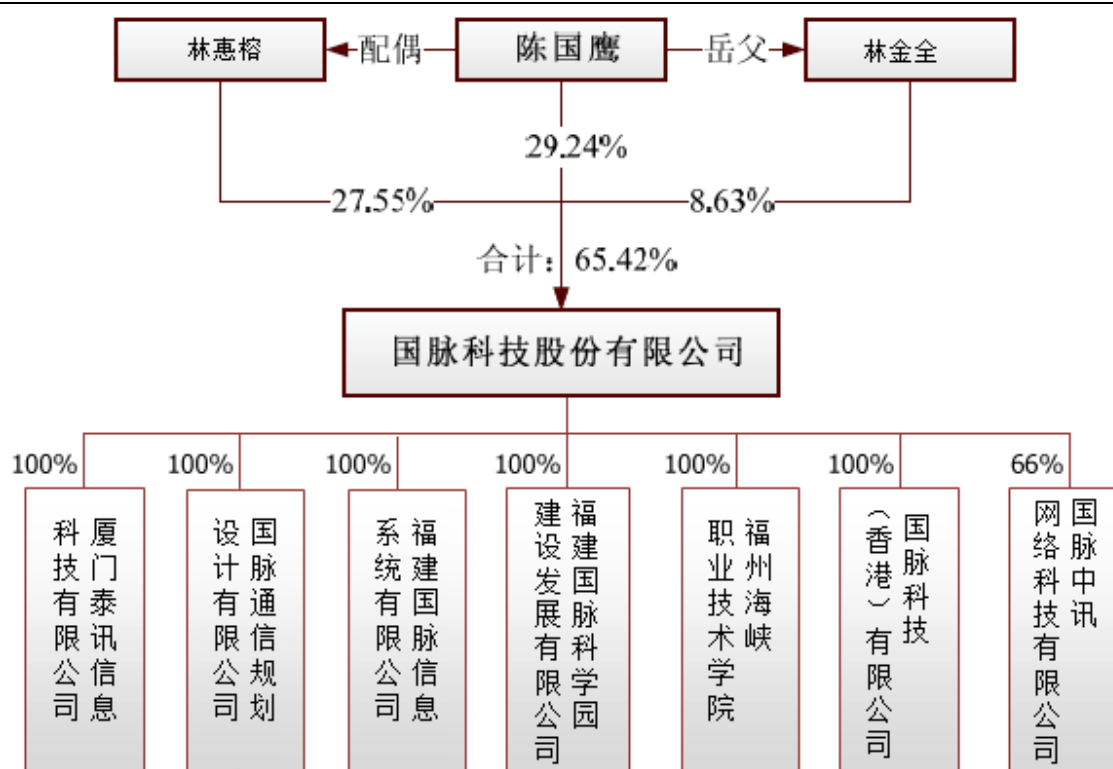 林惠榕
配偶
陈国鹰
岳父
林金全
29.24%
27.55%
8.63%
合计：65.42%
国脉科技股份有限公司
100%
100%
100%
100%
100%
100%
66%
厦门泰讯信息
科技有限公司
国脉通信规划
设计有限公司
福建国脉信息
系统有限公司
福建国脉科学园
建设发展有限公司
福州海峡
职业技术学院
国脉科技
（香港）有限公司
国脉中讯
网络科技有限公司